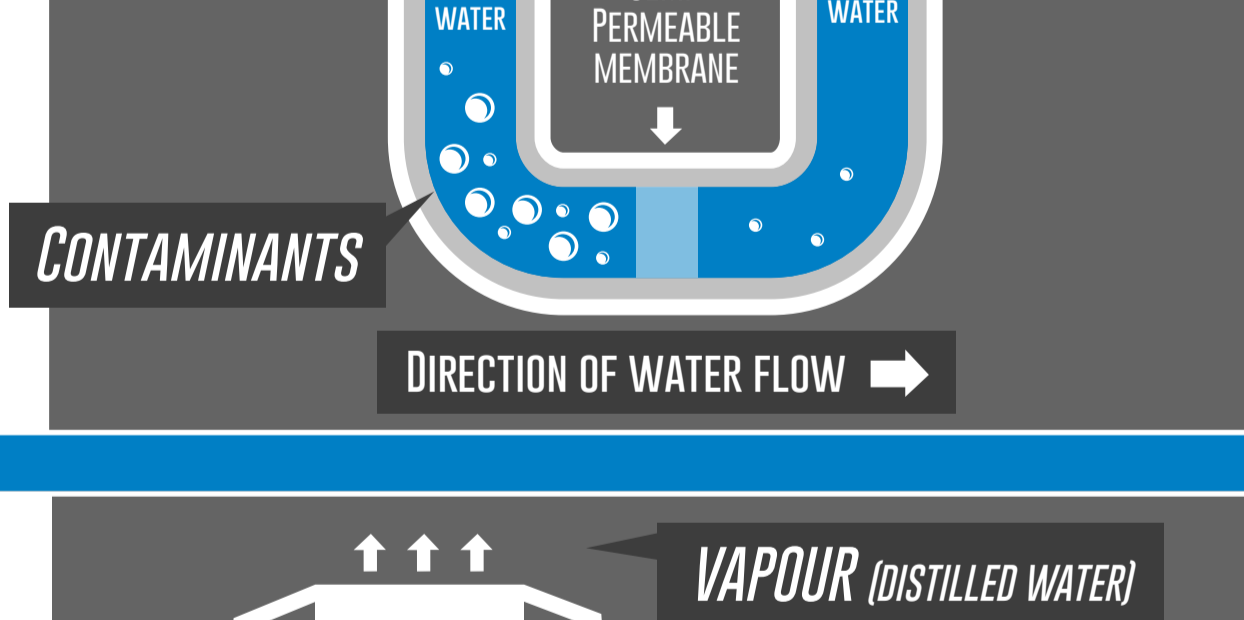 WATER
WATER
PERMEABLE
MEMBRANE
CONTAMINANTS
DIRECTION OF WATER FLOW
VAPOUR (DISTILLED WATER)